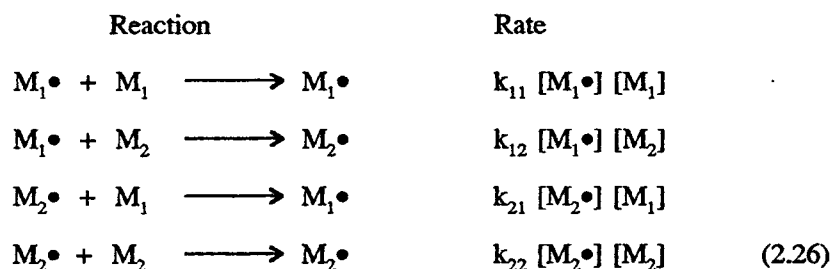 Reaction Rate
M₁● + M₁ ⟶ M₁● k₁₁ [M₁●] [M₁]
M₁● + M₂ ⟶ M₂● k₁₂ [M₁●] [M₂]
M₂● + M₁ ⟶ M₁● k₂₁ [M₂●] [M₁]
M₂● + M₂ ⟶ M₂● k₂₂ [M₂●] [M₂] (2.26)